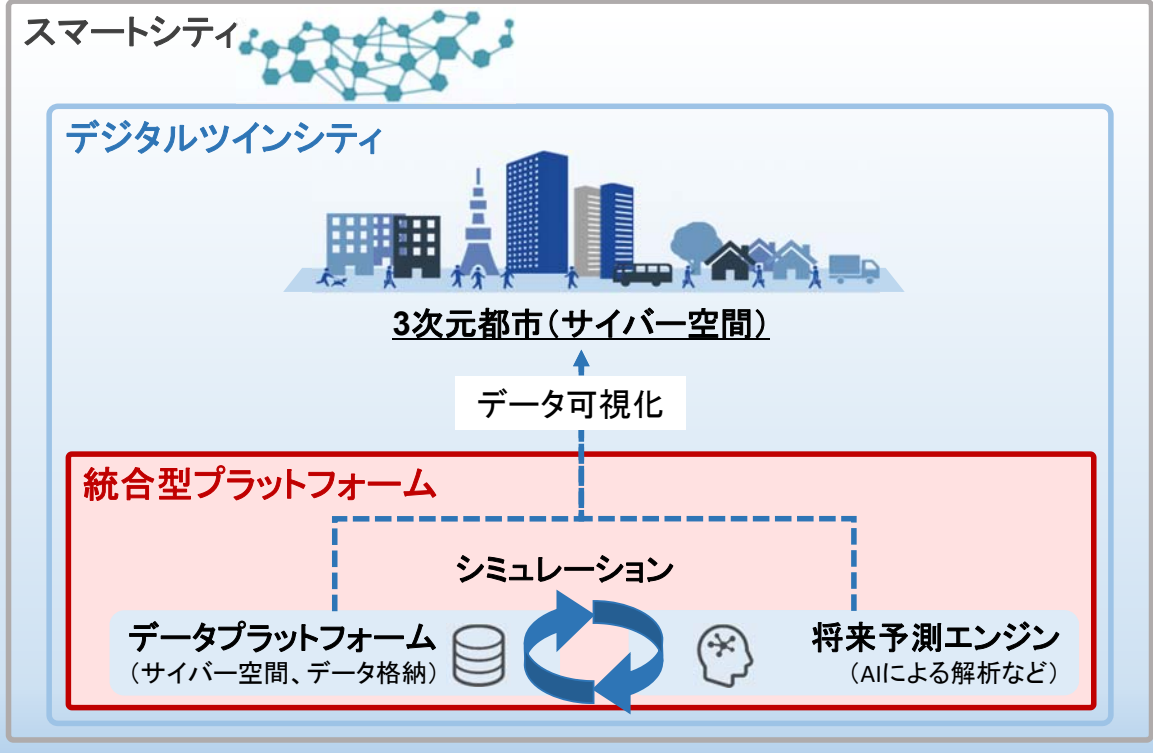 スマートシティ
デジタルツインシティ
3次元都市（サイバー空間）
データ可視化
統合型プラットフォーム
シミュレーション
データプラットフォーム
（サイバー空間、データ格納）
将来予測エンジン
（AIによる解析など）